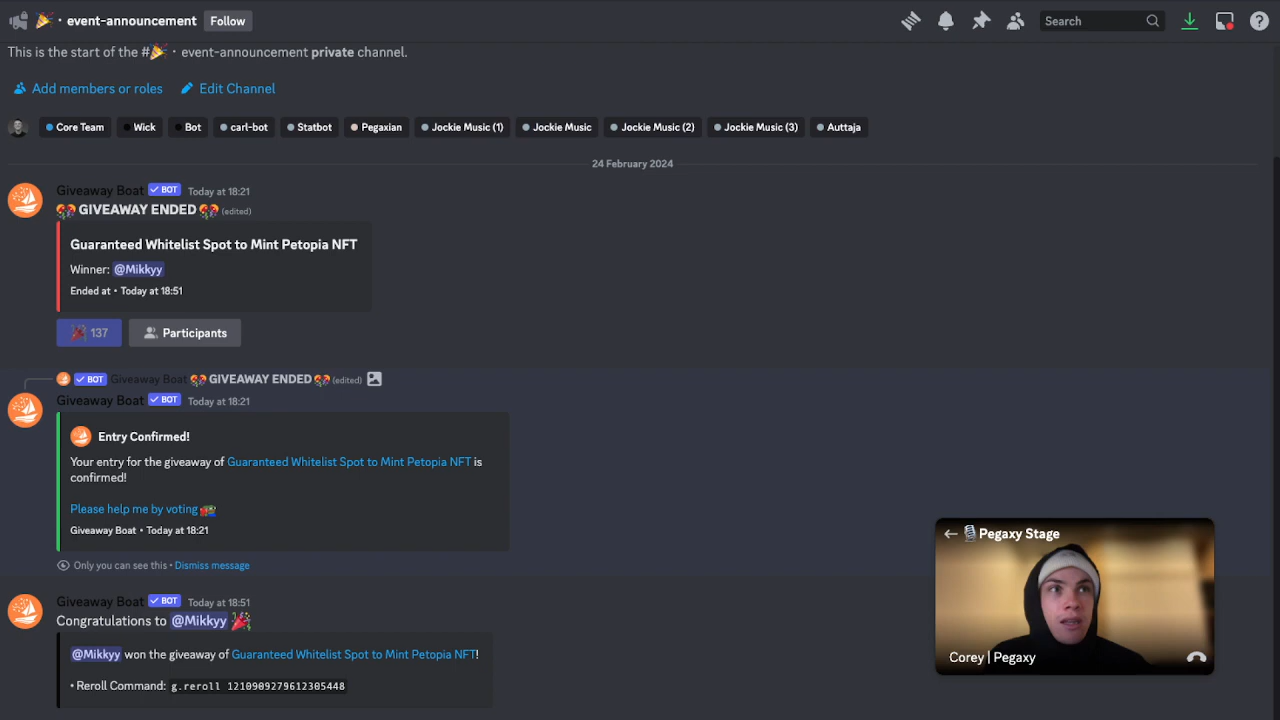 • event-announcement Follow Search
This is the start of the #🎉 • event-announcement private channel.
Add members or roles Edit Channel
Core Team Wick Bot carl-bot Statbot Pegaxian Jockie Music (1) Jockie Music Jockie Music (2) Jockie Music (3) Auttaja
24 February 2024
Giveaway Boat BOT Today at 18:21
GIVEAWAY ENDED (edited)
Guaranteed Whitelist Spot to Mint Petopia NFT
Winner: @Mikkyy
Ended at • Today at 18:51
137 Participants
BOT Giveaway Boat GIVEAWAY ENDED (edited)
Giveaway Boat BOT Today at 18:21
Entry Confirmed!
Your entry for the giveaway of Guaranteed Whitelist Spot to Mint Petopia NFT is
confirmed!
Please help me by voting
Giveaway Boat • Today at 18:21
Only you can see this • Dismiss message
Giveaway Boat BOT Today at 18:51
Congratulations to @Mikkyy
@Mikkyy won the giveaway of Guaranteed Whitelist Spot to Mint Petopia NFT!
• Reroll Command: g.reroll 1210909279612305448
Pegaxy Stage
Corey | Pegaxy